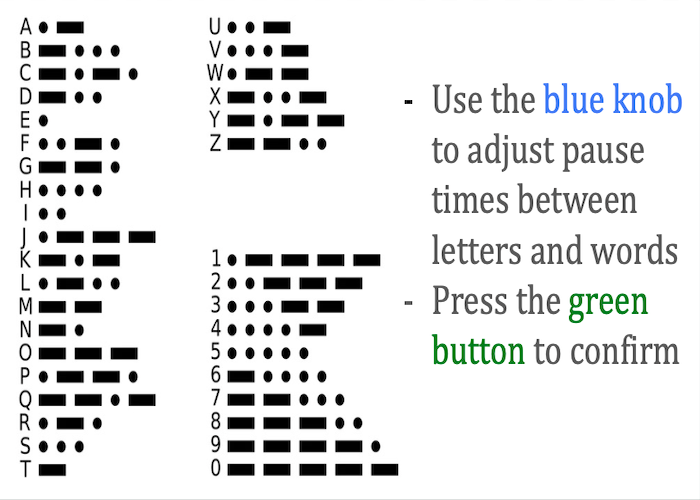 A
B
C
D
E
F
G
H
I
J
K
L
M
N
O
P
Q
R
S
T
U
V
W
X
Y
Z
1
2
3
4
5
6
7
8
9
0
- Use the blue knob
to adjust pause
times between
letters and words
- Press the green
button to confirm